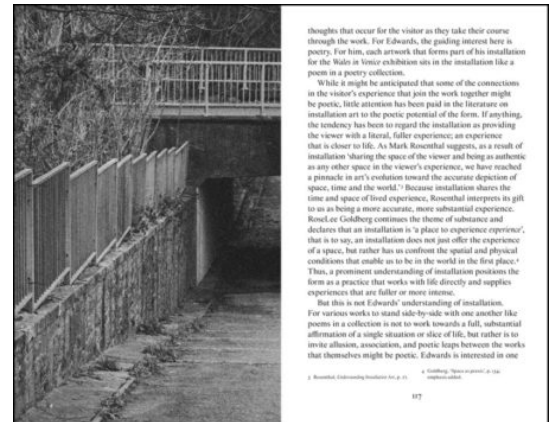 thoughts that occur for the visitor as they take their course
through the work. For Edwards, the guiding interest here is
poetry. For him, each artwork that forms part of his installation
for the Wales in Venice exhibition sits in the installation like a
poem in a poetry collection.
While it might be anticipated that some of the connections
in the visitor's experience that join the work together might
be poetic, little attention has been paid in the literature on
installation art to the poetic potential of the form. If anything,
the tendency has been to regard the installation as providing
the viewer with a literal, fuller experience; an experience
that is closer to life. As Mark Rosenthal suggests, as a result of
installation 'sharing the space of the viewer and being as authentic
as any other space in the viewer's experience, we have reached
a pinnacle in art's evolution toward the accurate depiction of
space, time and the world.'³ Because installation shares the
time and space of lived experience, Rosenthal interprets its gift
to us as being a more accurate, more substantial experience.
RoseLee Goldberg continues the theme of substance and
declares that an installation is 'a place to experience experience',
that is to say, an installation does not just offer the experience
of a space, but rather has us confront the spatial and physical
conditions that enable us to be in the world in the first place.⁴
Thus, a prominent understanding of installation positions the
form as a practice that works with life directly and supplies
experiences that are fuller or more intense.
But this is not Edwards' understanding of installation.
For various works to stand side-by-side with one another like
poems in a collection is not to work towards a full, substantial
affirmation of a single situation or slice of life, but rather is to
invite allusion, association, and poetic leaps between the works
that themselves might be poetic. Edwards is interested in one
3 Rosenthal, Understanding Installation Art, p.
4 Goldberg, 'Space as praxis', p.
emphasis added.
117